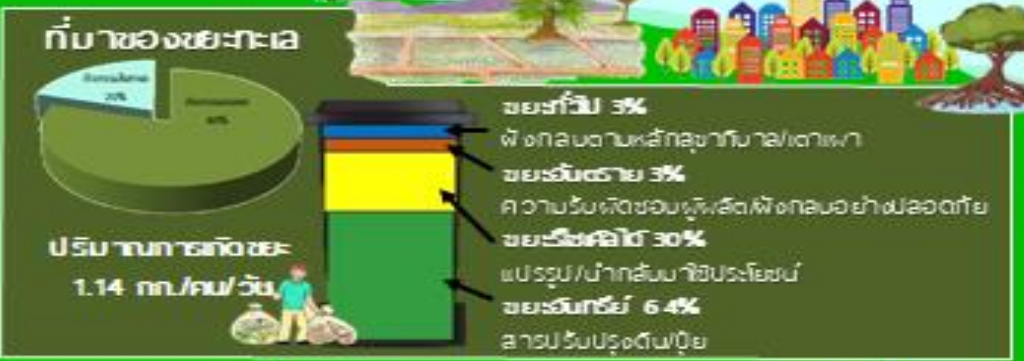 ที่มาของขยะทะเล
20%
ปริมาณการเกิดขยะ
1.14 กก./คน/วัน
ขยะทั่วไป 3%
ฝังกลบตามหลักสุขาภิบาล/เตาเผา
ขยะอันตราย 3%
ความรับผิดชอบผู้ผลิต/ฝังกลบอย่างปลอดภัย
ขยะรีไซเคิลได้ 30%
แปรรูป/นำกลับมาใช้ประโยชน์
ขยะอินทรีย์ 64%
สารปรับปรุงดิน/ปุ๋ย